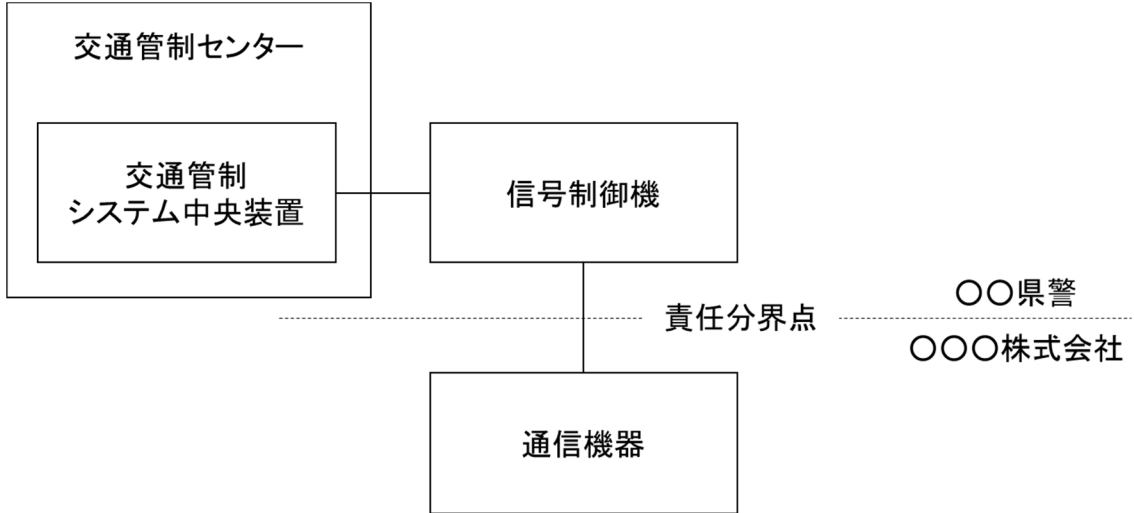 交通管制センター
交通管制
システム中央装置
信号制御機
責任分界点
〇〇県警
〇〇〇株式会社
通信機器